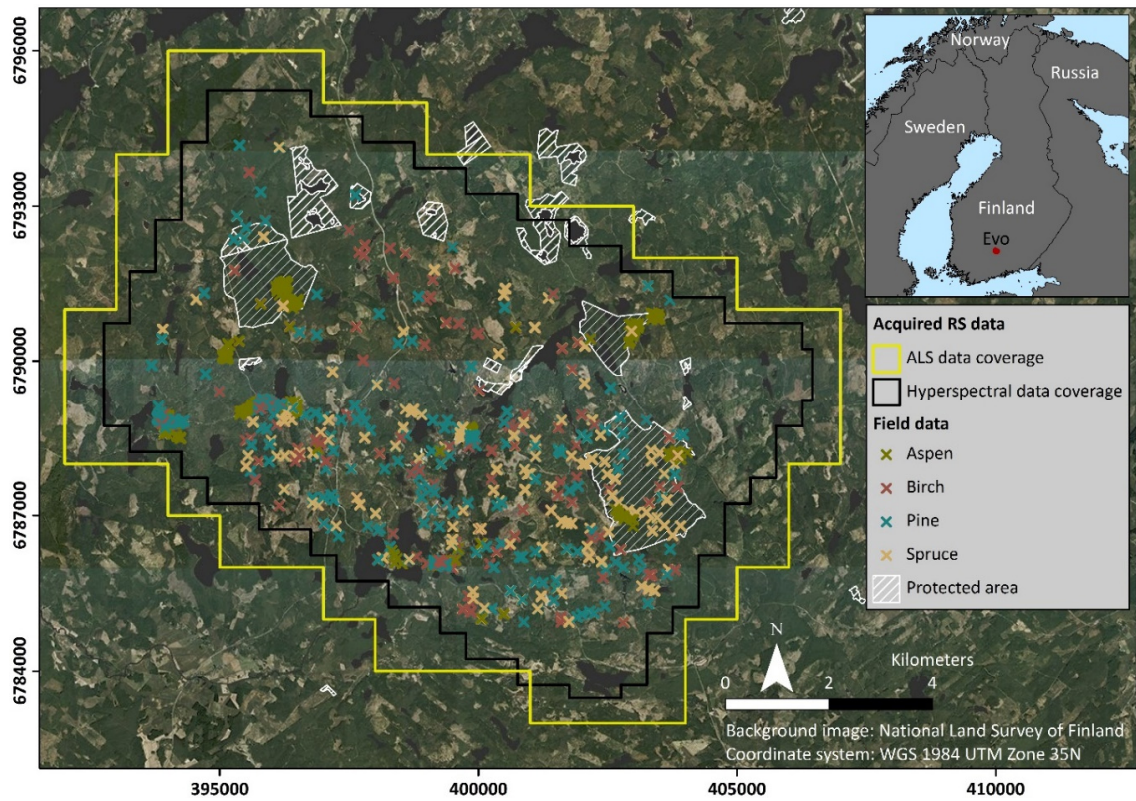 6796000
6793000
6790000
6787000
6784000
Norway
Russia
Sweden
Finland
Evo
Acquired RS data
ALS data coverage
Hyperspectral data coverage
Field data
Aspen
Birch
Pine
Spruce
Protected area
N
Kilometers
0 2 4
Background image: National Land Survey of Finland
Coordinate system: WGS 1984 UTM Zone 35N
395000 400000 405000 410000